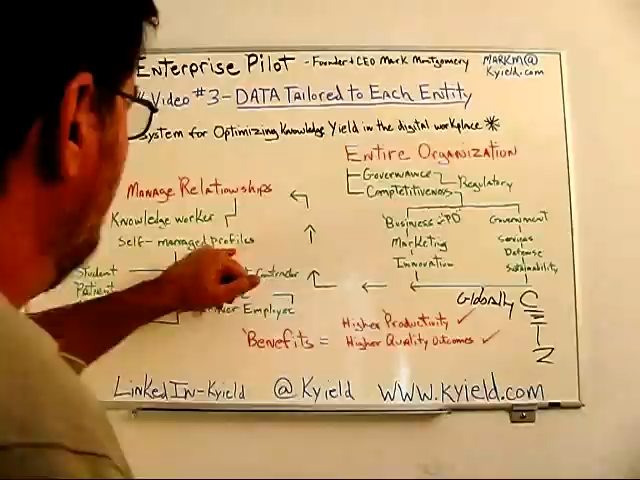 Enterprise Pilot - Founder & CEO Mark Montgomery
MARKM@
Kyield.com
Video #3 - DATA Tailored to Each Entity
System for Optimizing Knowledge Yield in the digital workplace
Entire Organization
Governance
Competitiveness
Regulatory
Manage Relationships
Knowledge worker
Self-managed profiles
Business
Marketing
Innovation
Government
Services
Defense
Sustainability
Student
Patient
Contractor
Employee
Globally
Benefits =
Higher Productivity ✓
Higher Quality Outcomes ✓
LinkedIn-Kyield
@Kyield
www.kyield.com